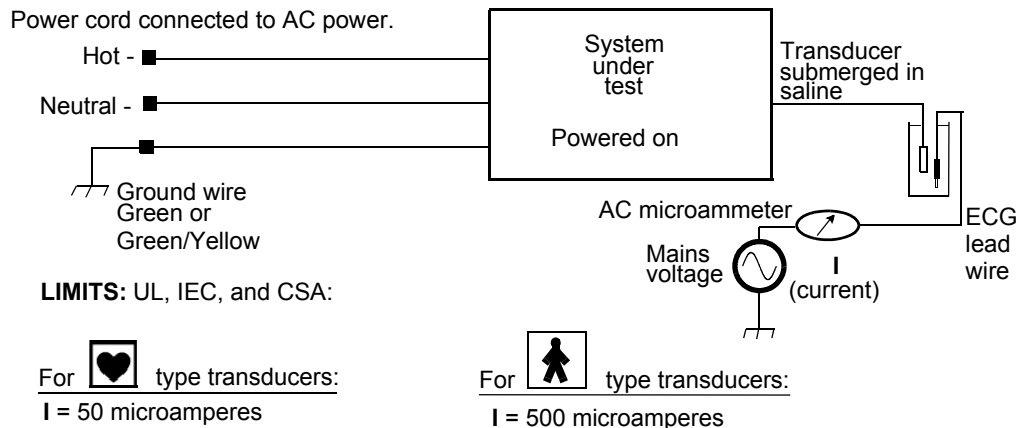 Power cord connected to AC power.
Hot -
Neutral -
Ground wire
Green or
Green/Yellow
System
under
test
Powered on
Transducer
submerged in
saline
AC microammeter
ECG
lead
wire
Mains
voltage
I
(current)
LIMITS: UL, IEC, and CSA:
For type transducers:
I = 50 microamperes
For type transducers:
I = 500 microamperes